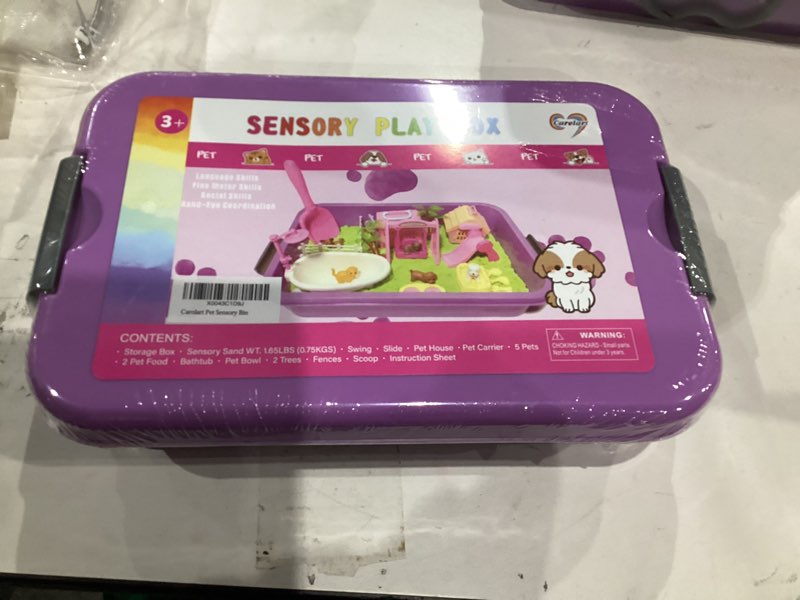 3+
SENSORY PLAY BOX
Carelart
PET PET PET PET
Language Skills
Fine Motor Skills
Social Skills
Hand-Eye Coordination
X0043C1O9J
Carolart Pet Sensory Bin
CONTENTS:
· Storage Box · Sensory Sand WT. 1.65LBS (0.75KGS) · Swing · Slide · Pet House · Pet Carrier · 5 Pets
· 2 Pet Food · Bathtub · Pet Bowl · 2 Trees · Fences · Scoop · Instruction Sheet
WARNING:
CHOKING HAZARD - Small parts
Not for Children under 3 years.